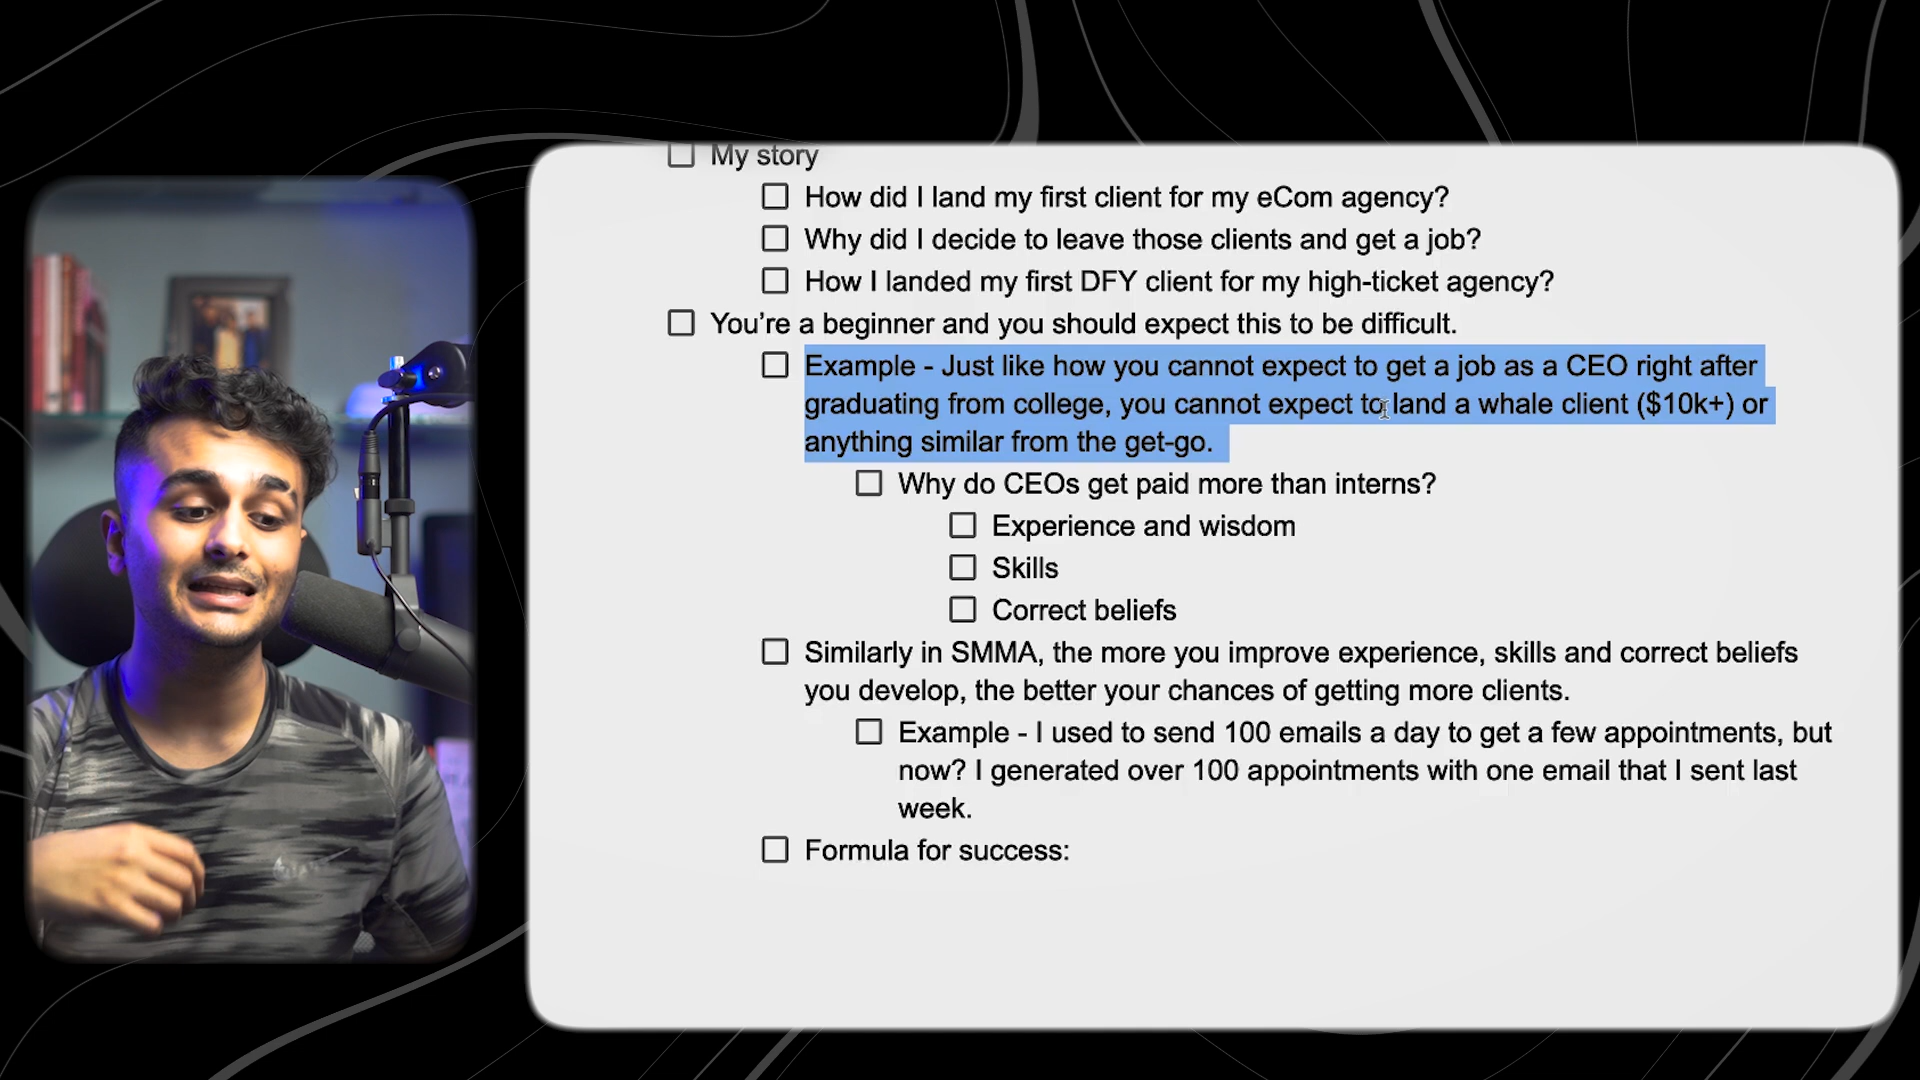 My story
How did I land my first client for my eCom agency?
Why did I decide to leave those clients and get a job?
How I landed my first DFY client for my high-ticket agency?
You’re a beginner and you should expect this to be difficult.
Example - Just like how you cannot expect to get a job as a CEO right after
graduating from college, you cannot expect to land a whale client ($10k+) or
anything similar from the get-go.
Why do CEOs get paid more than interns?
Experience and wisdom
Skills
Correct beliefs
Similarly in SMMA, the more you improve experience, skills and correct beliefs
you develop, the better your chances of getting more clients.
Example - I used to send 100 emails a day to get a few appointments, but
now? I generated over 100 appointments with one email that I sent last
week.
Formula for success: